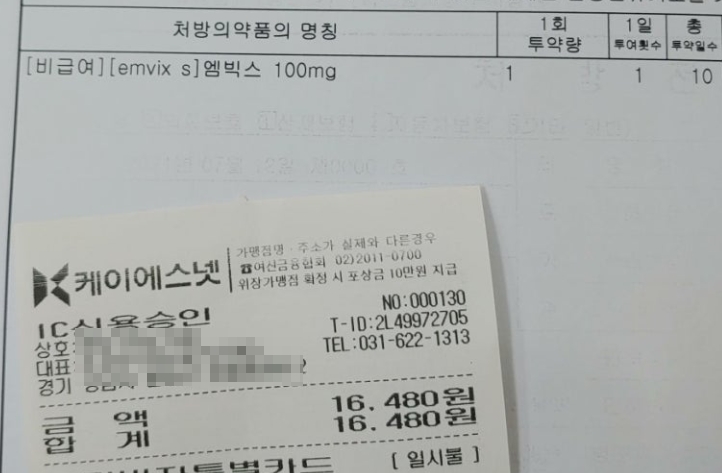 처방의약품의 명칭
1회
투약량
1일
투여횟수
총
투약일수
[비급여][emvix s]엠빅스 100mg 1 1 10
케이에스넷
가맹점명·주소가 실제와 다른경우
☎여신금융협회 02)2011-0700
위장가맹점 확정 시 포상금 10만원 지급
IC신용승인
NO:000130
T-ID:2L49972705
상호:
TEL:031-622-1313
대표:
경기
금 액 16,480원
합 계 16,480원
[ 일시불 ]